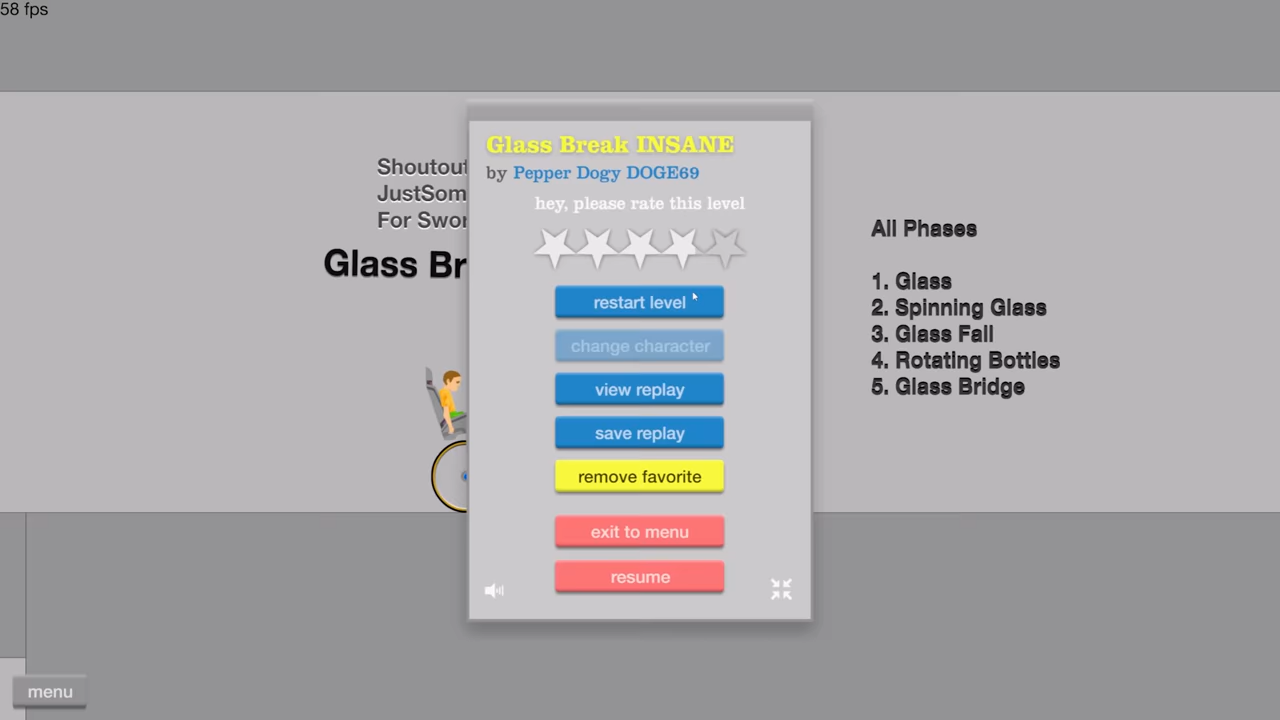 58 fps
Shoutout
JustSom
For Swor
Glass Br
Glass Break INSANE
by Pepper Dogy DOGE69
hey, please rate this level
restart level
change character
view replay
save replay
remove favorite
exit to menu
resume
All Phases
1. Glass
2. Spinning Glass
3. Glass Fall
4. Rotating Bottles
5. Glass Bridge
menu